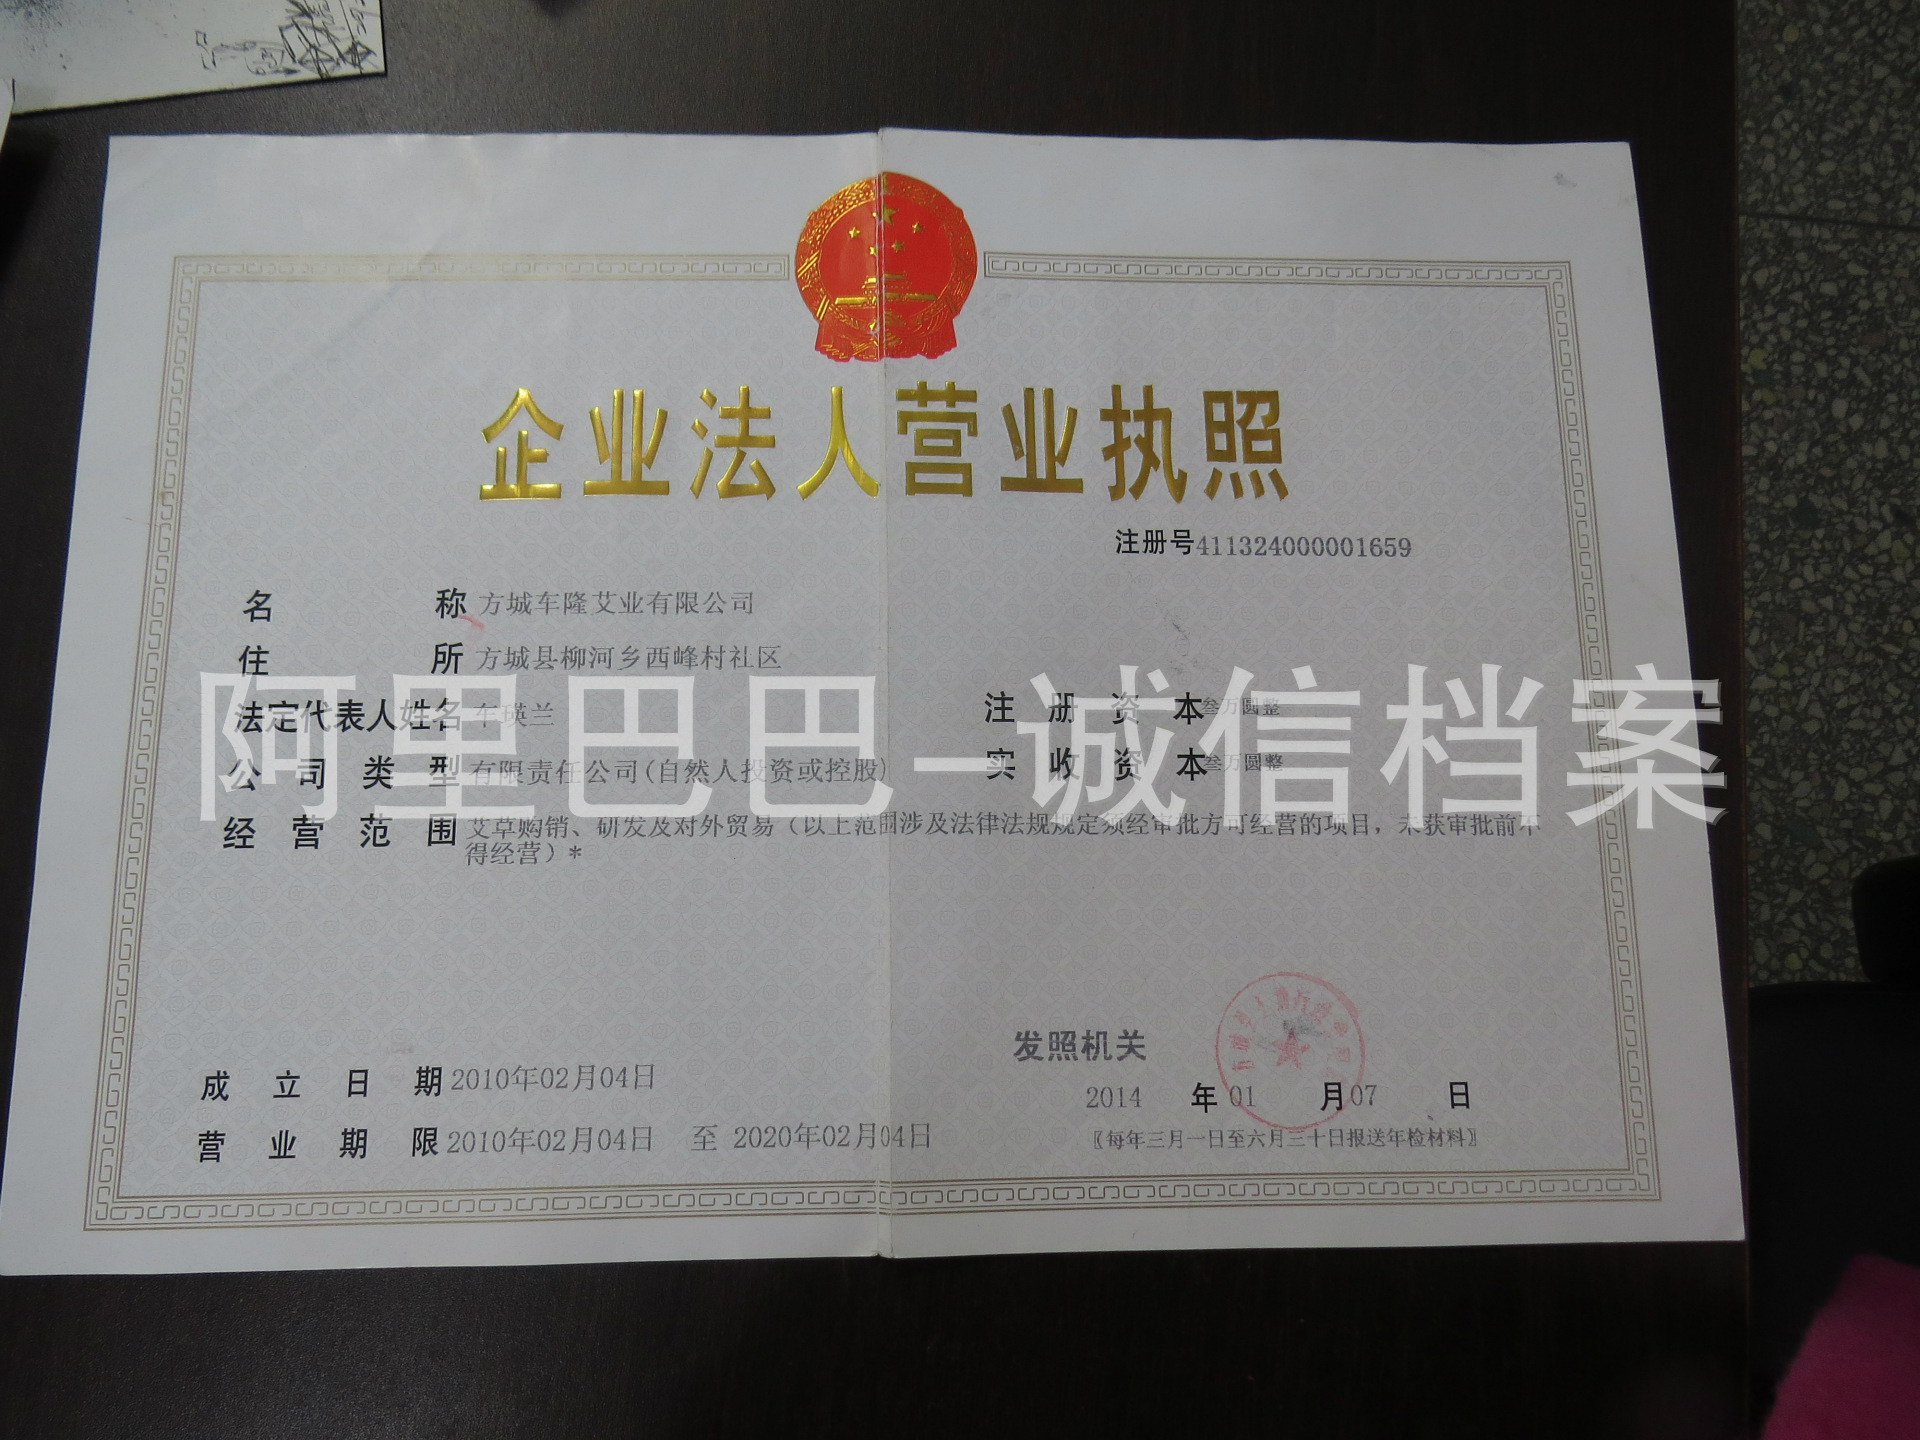 企业法人营业执照
注册号411324000001659
名称 方城车隆艾业有限公司
住所 方城县柳河乡西峰村社区
法定代表人姓名 车瑛兰
注册资本 叁万圆整
公司类型 有限责任公司(自然人投资或控股)
实收资本 叁万圆整
阿里巴巴-诚信档案
经营范围 艾草购销、研发及对外贸易(以上范围涉及法律法规规定须经审批方可经营的项目,未获审批前不
得经营)*
发照机关
成立日期 2010年02月04日
2014 年 01 月 07 日
营业期限 2010年02月04日 至 2020年02月04日
〖每年三月一日至六月三十日报送年检材料〗